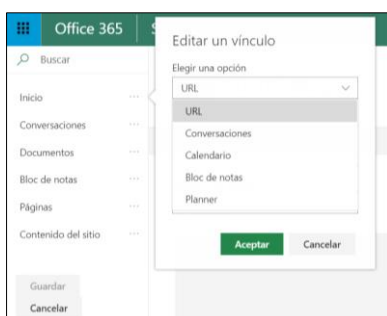 Office 365
S
Buscar
Inicio
Conversaciones
Documentos
Bloc de notas
Páginas
Contenido del sitio
Guardar
Cancelar
Editar un vínculo
Elegir una opción
URL
URL
Conversaciones
Calendario
Bloc de notas
Planner
Aceptar
Cancelar